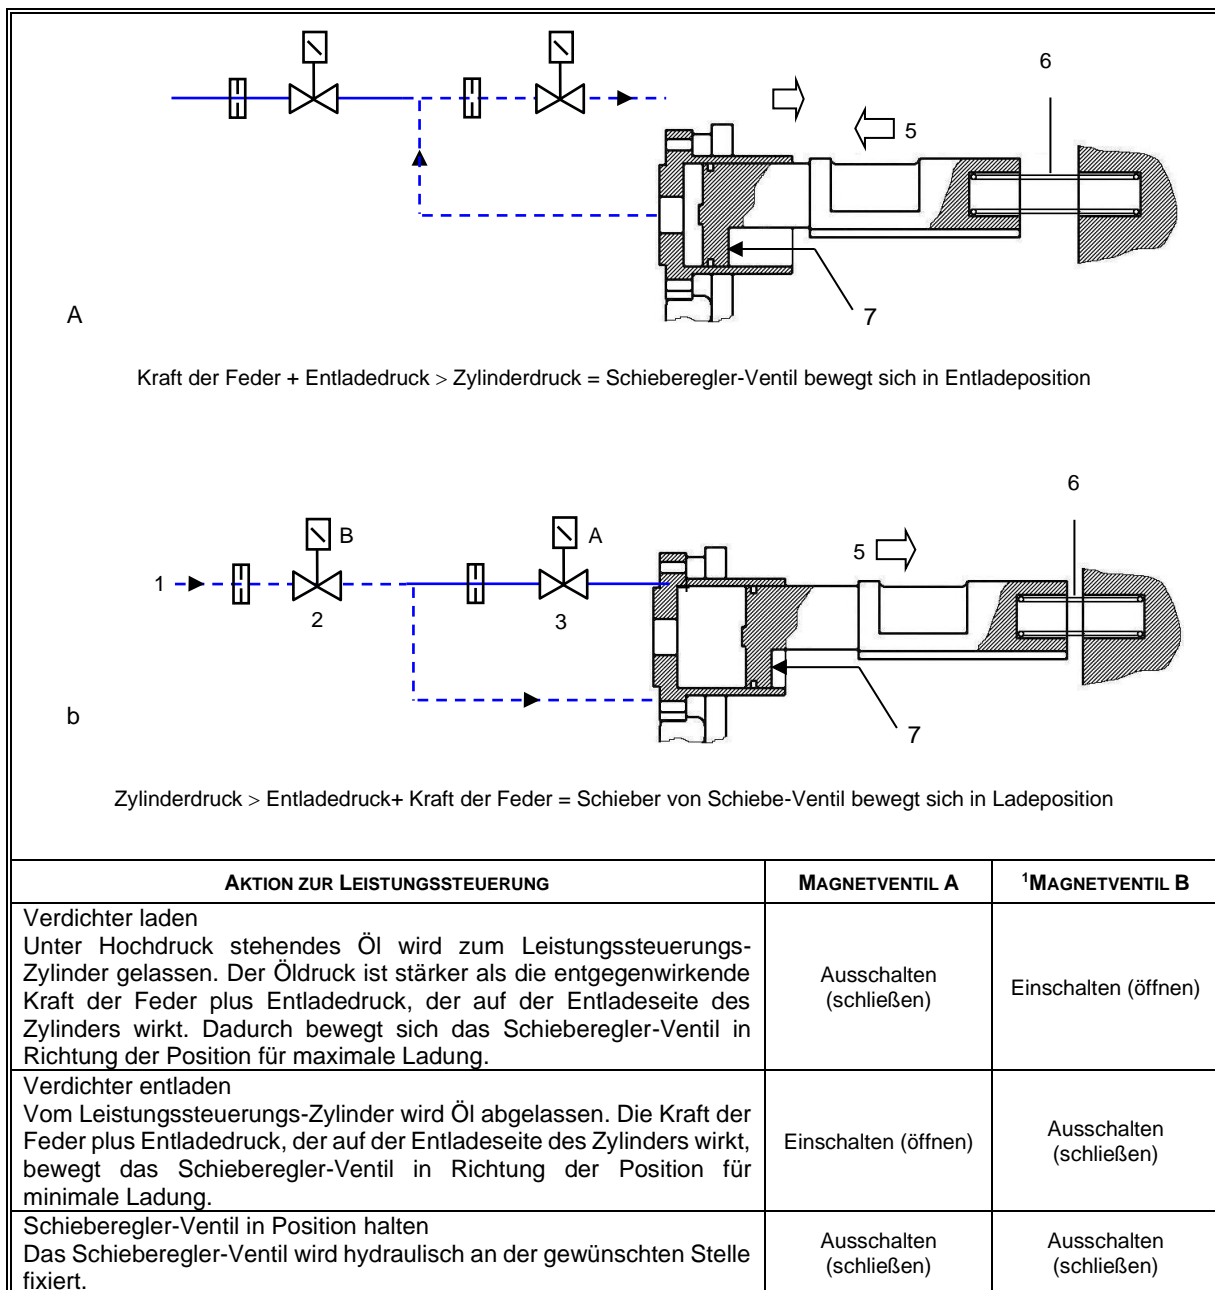 6
5
7
A
Kraft der Feder + Entladedruck > Zylinderdruck = Schieberegler-Ventil bewegt sich in Entladeposition
6
B
A
5
1
2
3
7
b
Zylinderdruck > Entladedruck+ Kraft der Feder = Schieber von Schiebe-Ventil bewegt sich in Ladeposition
AKTION ZUR LEISTUNGSSTEUERUNG
MAGNETVENTIL A
¹MAGNETVENTIL B
Verdichter laden
Unter Hochdruck stehendes Öl wird zum Leistungssteuerungs-
Zylinder gelassen. Der Öldruck ist stärker als die entgegenwirkende
Kraft der Feder plus Entladedruck, der auf der Entladeseite des
Zylinders wirkt. Dadurch bewegt sich das Schieberegler-Ventil in
Richtung der Position für maximale Ladung.
Ausschalten
(schließen)
Einschalten (öffnen)
Verdichter entladen
Vom Leistungssteuerungs-Zylinder wird Öl abgelassen. Die Kraft der
Feder plus Entladedruck, der auf der Entladeseite des Zylinders wirkt,
bewegt das Schieberegler-Ventil in Richtung der Position für
minimale Ladung.
Einschalten (öffnen)
Ausschalten
(schließen)
Schieberegler-Ventil in Position halten
Das Schieberegler-Ventil wird hydraulisch an der gewünschten Stelle
fixiert.
Ausschalten
(schließen)
Ausschalten
(schließen)